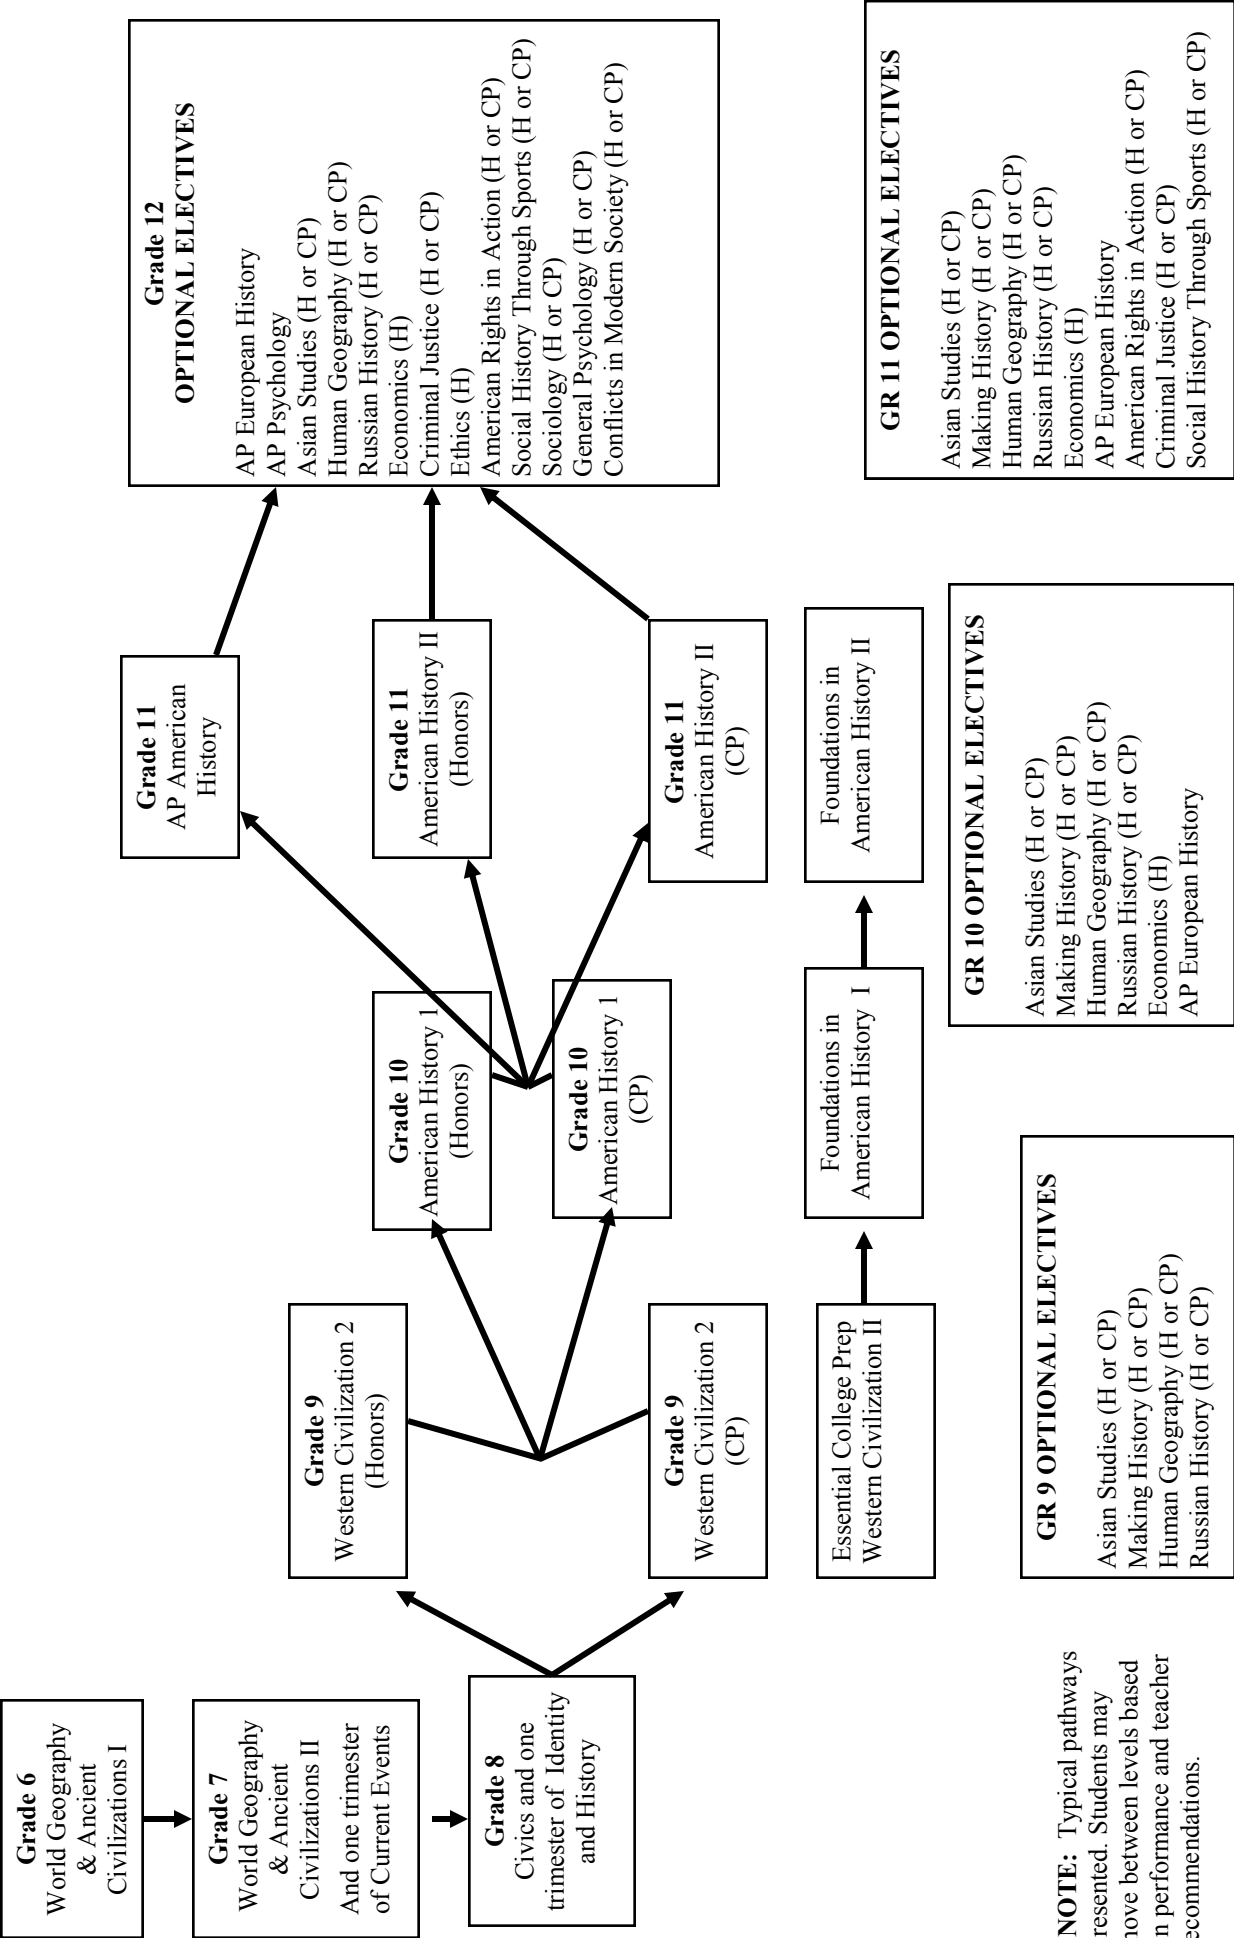 Grade 6
World Geography
& Ancient
Civilizations I
Grade 7
World Geography
& Ancient
Civilizations II
And one trimester
of Current Events
Grade 8
Civics and one
trimester of Identity
and History
Grade 9
Western Civilization 2
(Honors)
Grade 9
Western Civilization 2
(CP)
Essential College Prep
Western Civilization II
Grade 10
American History 1
(Honors)
Grade 10
American History 1
(CP)
Foundations in
American History I
Grade 11
AP American
History
Grade 11
American History II
(Honors)
Grade 11
American History II
(CP)
Foundations in
American History II
Grade 12
OPTIONAL ELECTIVES
AP European History
AP Psychology
Asian Studies (H or CP)
Human Geography (H or CP)
Russian History (H or CP)
Economics (H)
Criminal Justice (H or CP)
Ethics (H)
American Rights in Action (H or CP)
Social History Through Sports (H or CP)
Sociology (H or CP)
General Psychology (H or CP)
Conflicts in Modern Society (H or CP)
NOTE: Typical pathways
resented. Students may
ove between levels based
n performance and teacher
ecommendations.
GR 9 OPTIONAL ELECTIVES
Asian Studies (H or CP)
Making History (H or CP)
Human Geography (H or CP)
Russian History (H or CP)
GR 10 OPTIONAL ELECTIVES
Asian Studies (H or CP)
Making History (H or CP)
Human Geography (H or CP)
Russian History (H or CP)
Economics (H)
AP European History
GR 11 OPTIONAL ELECTIVES
Asian Studies (H or CP)
Making History (H or CP)
Human Geography (H or CP)
Russian History (H or CP)
Economics (H)
AP European History
American Rights in Action (H or CP)
Criminal Justice (H or CP)
Social History Through Sports (H or CP)